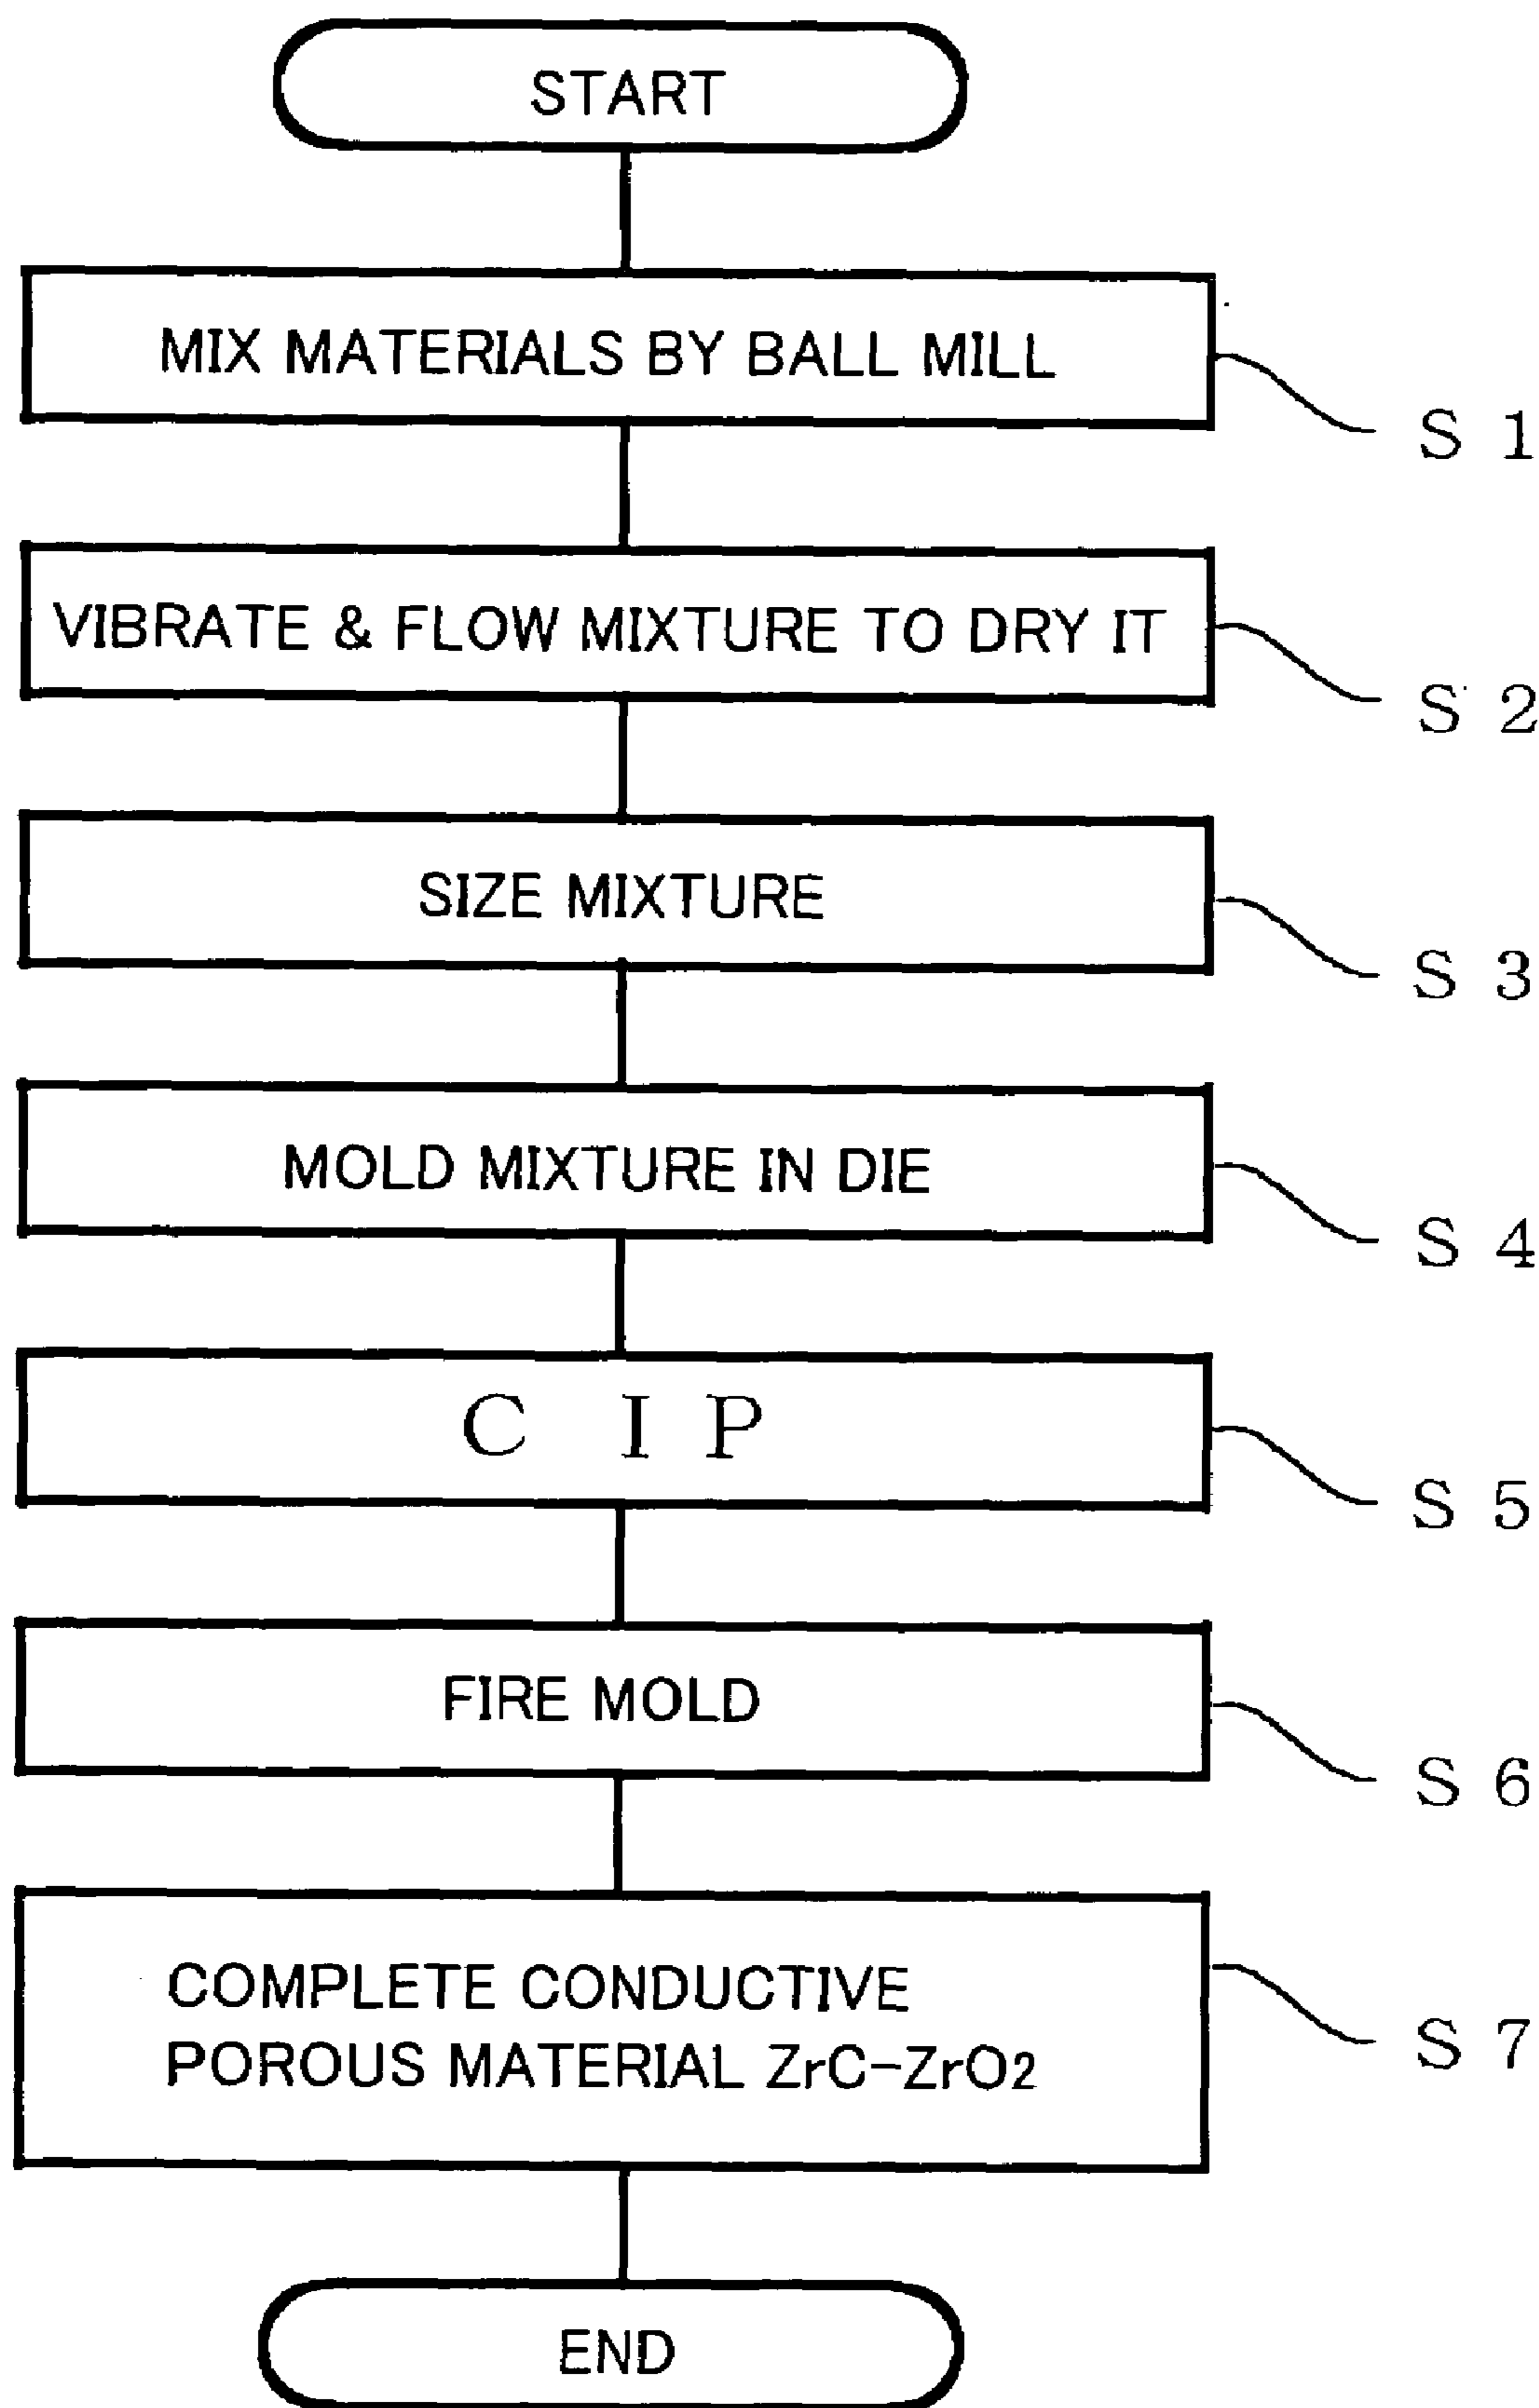 START
MIX MATERIALS BY BALL MILL
S 1
VIBRATE & FLOW MIXTURE TO DRY IT
S 2
SIZE MIXTURE
S 3
MOLD MIXTURE IN DIE
S 4
C I P
S 5
FIRE MOLD
S 6
COMPLETE CONDUCTIVE
POROUS MATERIAL ZrC-ZrO2
S 7
END